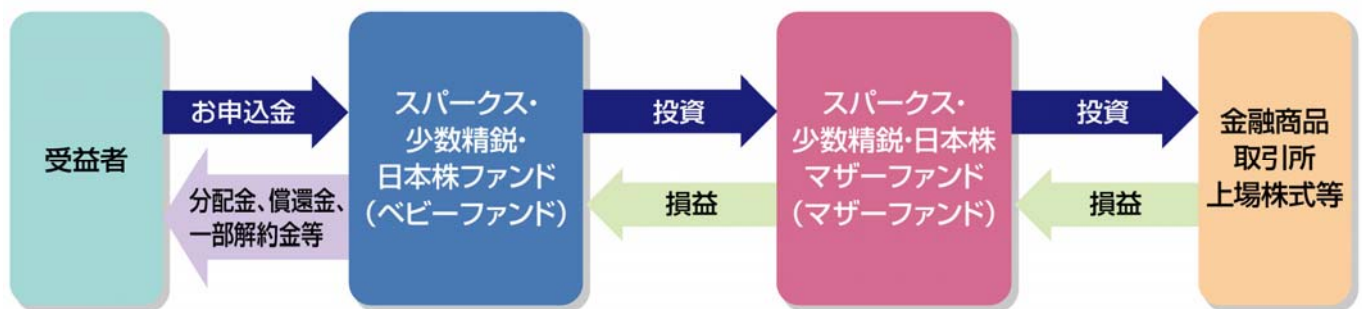 受益者
お申込金
分配金、償還金、
一部解約金等
スパークス・
少数精鋭・
日本株ファンド
(ベビーファンド)
投資
損益
スパークス・
少数精鋭・日本株
マザーファンド
(マザーファンド)
投資
損益
金融商品
取引所
上場株式等